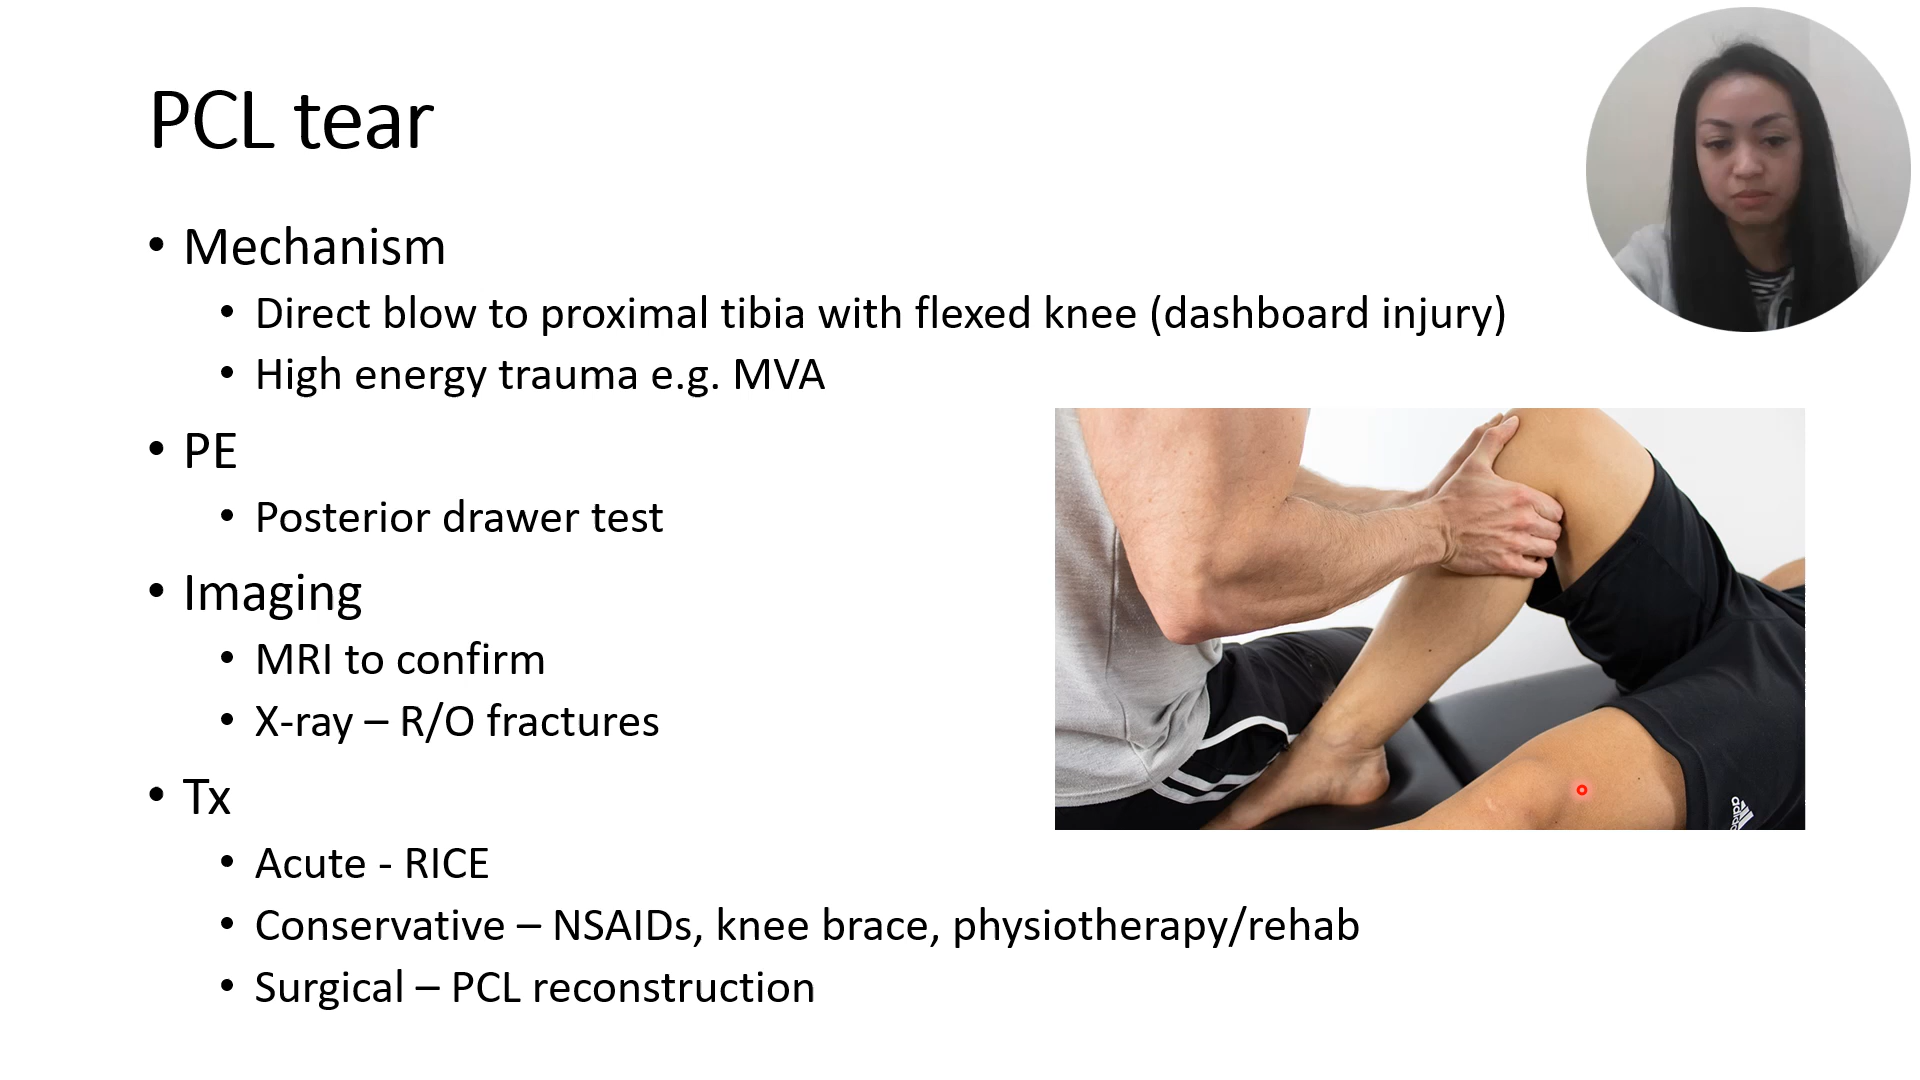 PCL tear
• Mechanism
• Direct blow to proximal tibia with flexed knee (dashboard injury)
• High energy trauma e.g. MVA
• PE
• Posterior drawer test
• Imaging
• MRI to confirm
• X-ray – R/O fractures
• Tx
• Acute - RICE
• Conservative – NSAIDs, knee brace, physiotherapy/rehab
• Surgical – PCL reconstruction
adidas